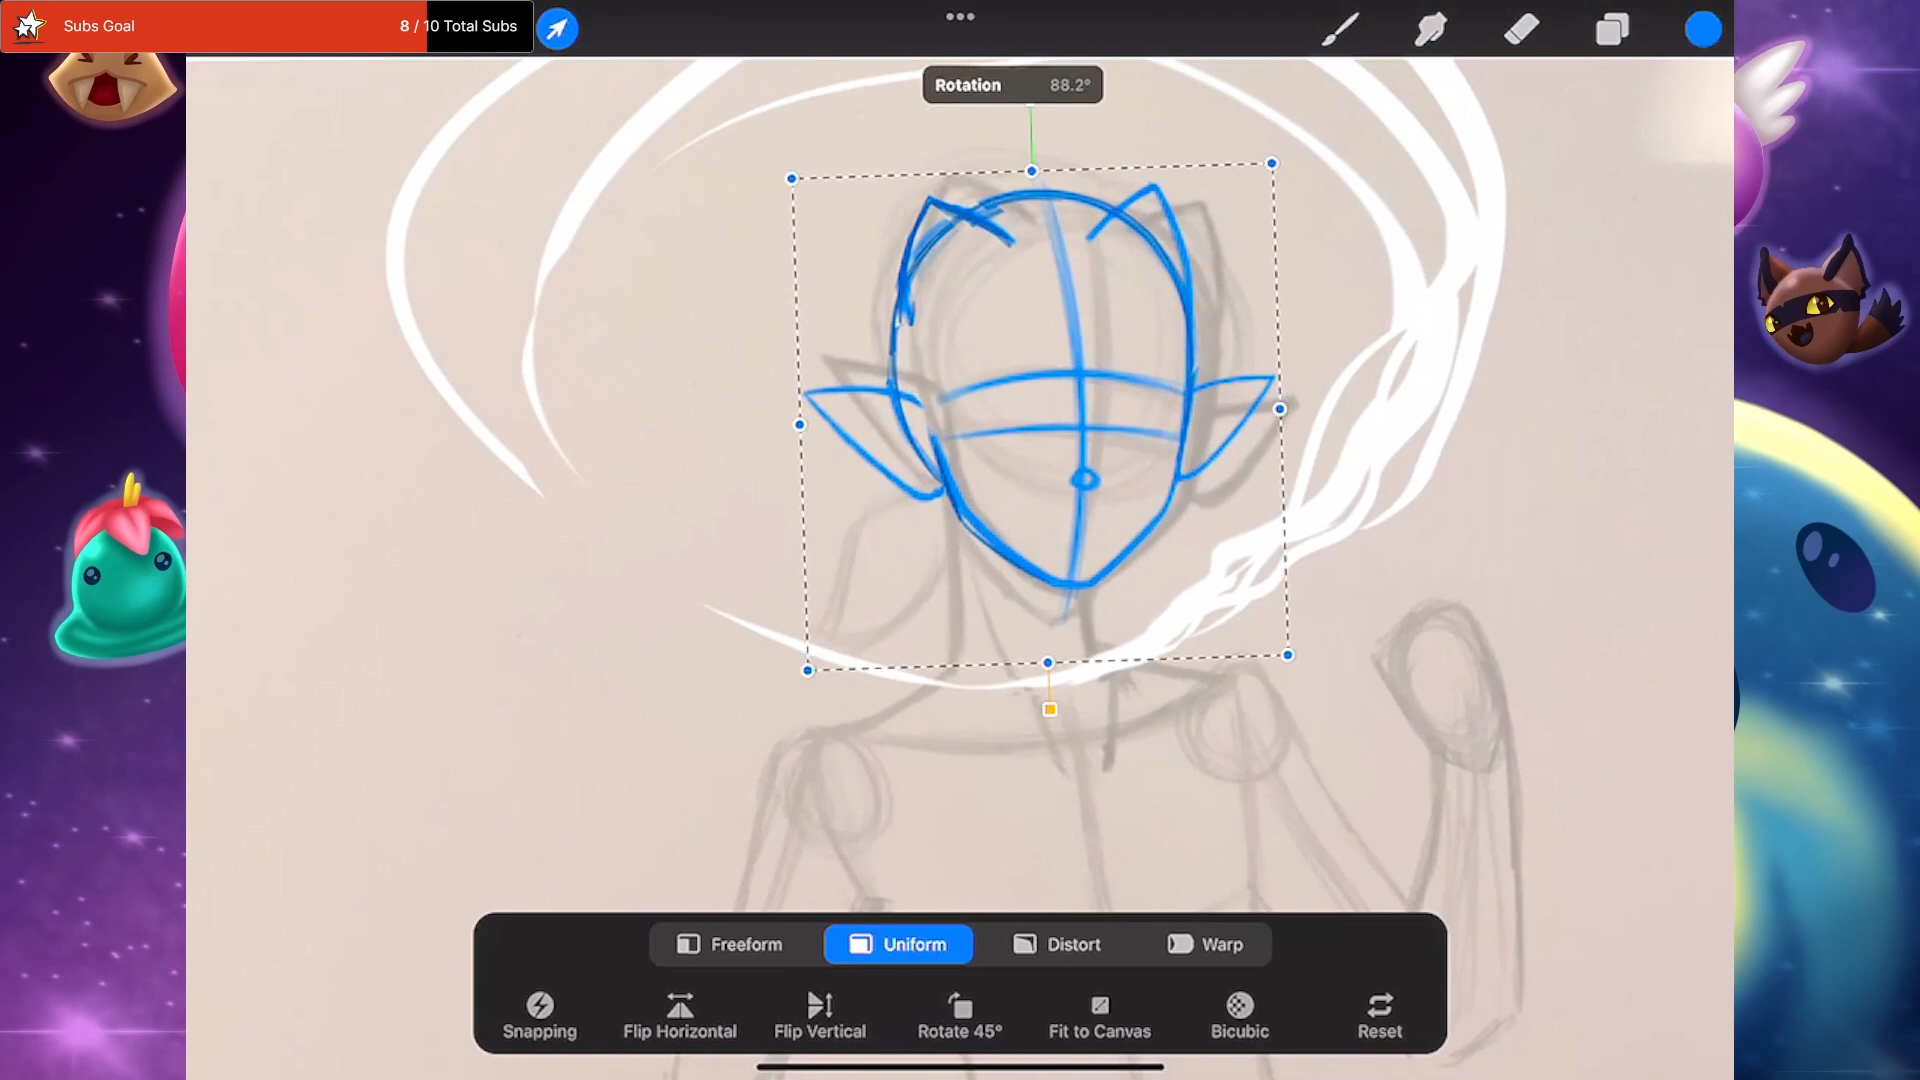 Subs Goal 8 / 10 Total Subs
Rotation 88.2°
Freeform Uniform Distort Warp
Snapping Flip Horizontal Flip Vertical Rotate 45° Fit to Canvas Bicubic Reset